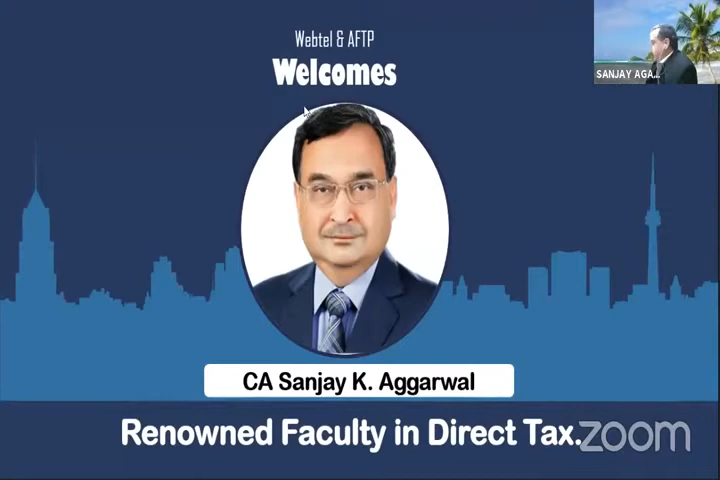 Webtel & AFTP
Welcomes
SANJAY AGA...
CA Sanjay K. Aggarwal
Renowned Faculty in Direct Tax.
zoom